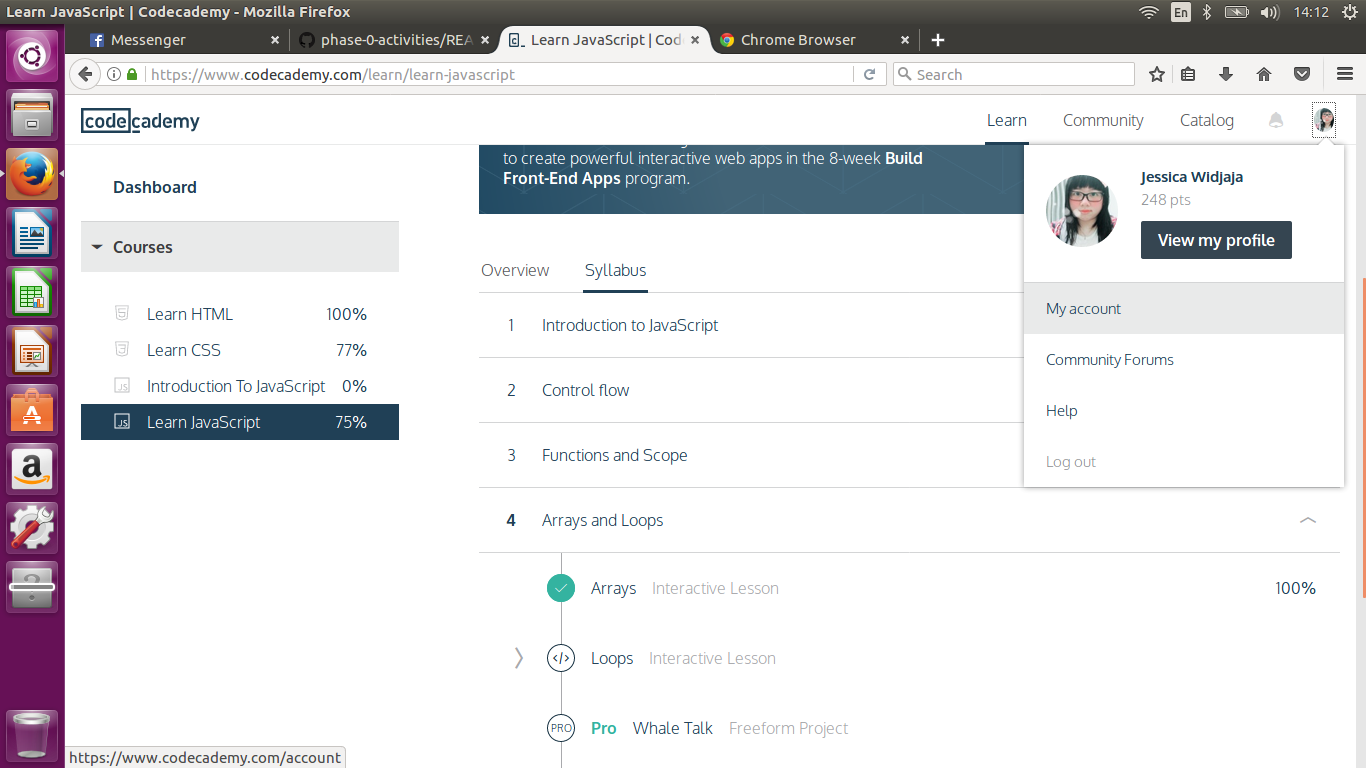 Learn JavaScript | Codecademy - Mozilla Firefox
En
14:12
Messenger
phase-0-activities/REA
Learn JavaScript | Cod
Chrome Browser
https://www.codecademy.com/learn/learn-javascript
Search
codecademy
Learn
Community
Catalog
Dashboard
Courses
Learn HTML 100%
Learn CSS 77%
JS Introduction To JavaScript 0%
JS Learn JavaScript 75%
to create powerful interactive web apps in the 8-week Build
Front-End Apps program.
Overview
Syllabus
1 Introduction to JavaScript
2 Control flow
3 Functions and Scope
4 Arrays and Loops
Arrays Interactive Lesson 100%
</> Loops Interactive Lesson
PRO Pro Whale Talk Freeform Project
Jessica Widjaja
248 pts
View my profile
My account
Community Forums
Help
Log out
https://www.codecademy.com/account